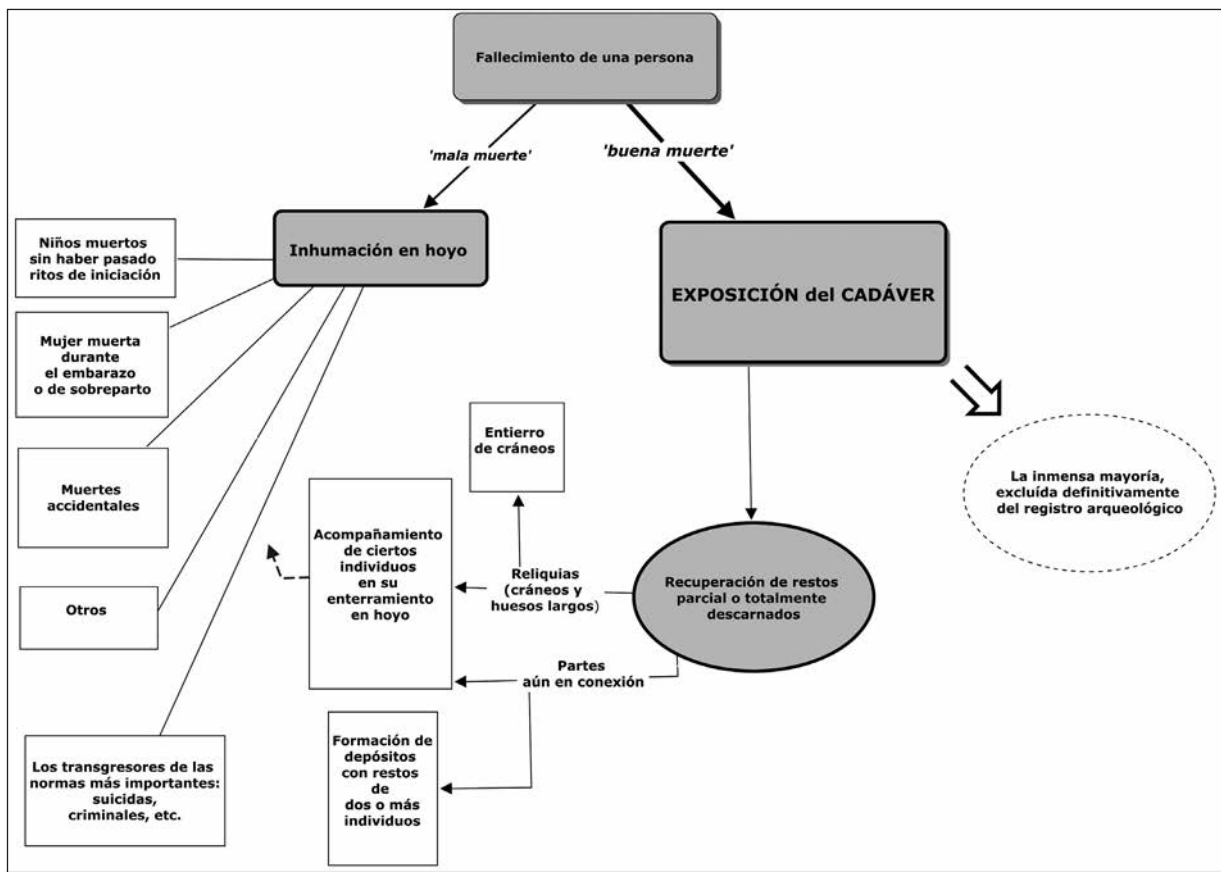 Fallecimiento de una persona
'mala muerte'
'buena muerte'
Inhumación en hoyo
EXPOSICIÓN del CADÁVER
Niños muertos
sin haber pasado
ritos de iniciación
Mujer muerta
durante
el embarazo
o de sobreparto
Muertes
accidentales
Otros
Los transgresores de las
normas más importantes:
suicidas,
criminales, etc.
Entierro
de cráneos
Acompañamiento
de ciertos
individuos
en su
enterramiento
en hoyo
Reliquias
(cráneos y
huesos largos)
Partes
aún en conexión
Formación de
depósitos
con restos
de
dos o más
individuos
Recuperación de restos
parcial o totalmente
descarnados
La inmensa mayoría,
excluída definitivamente
del registro arqueológico